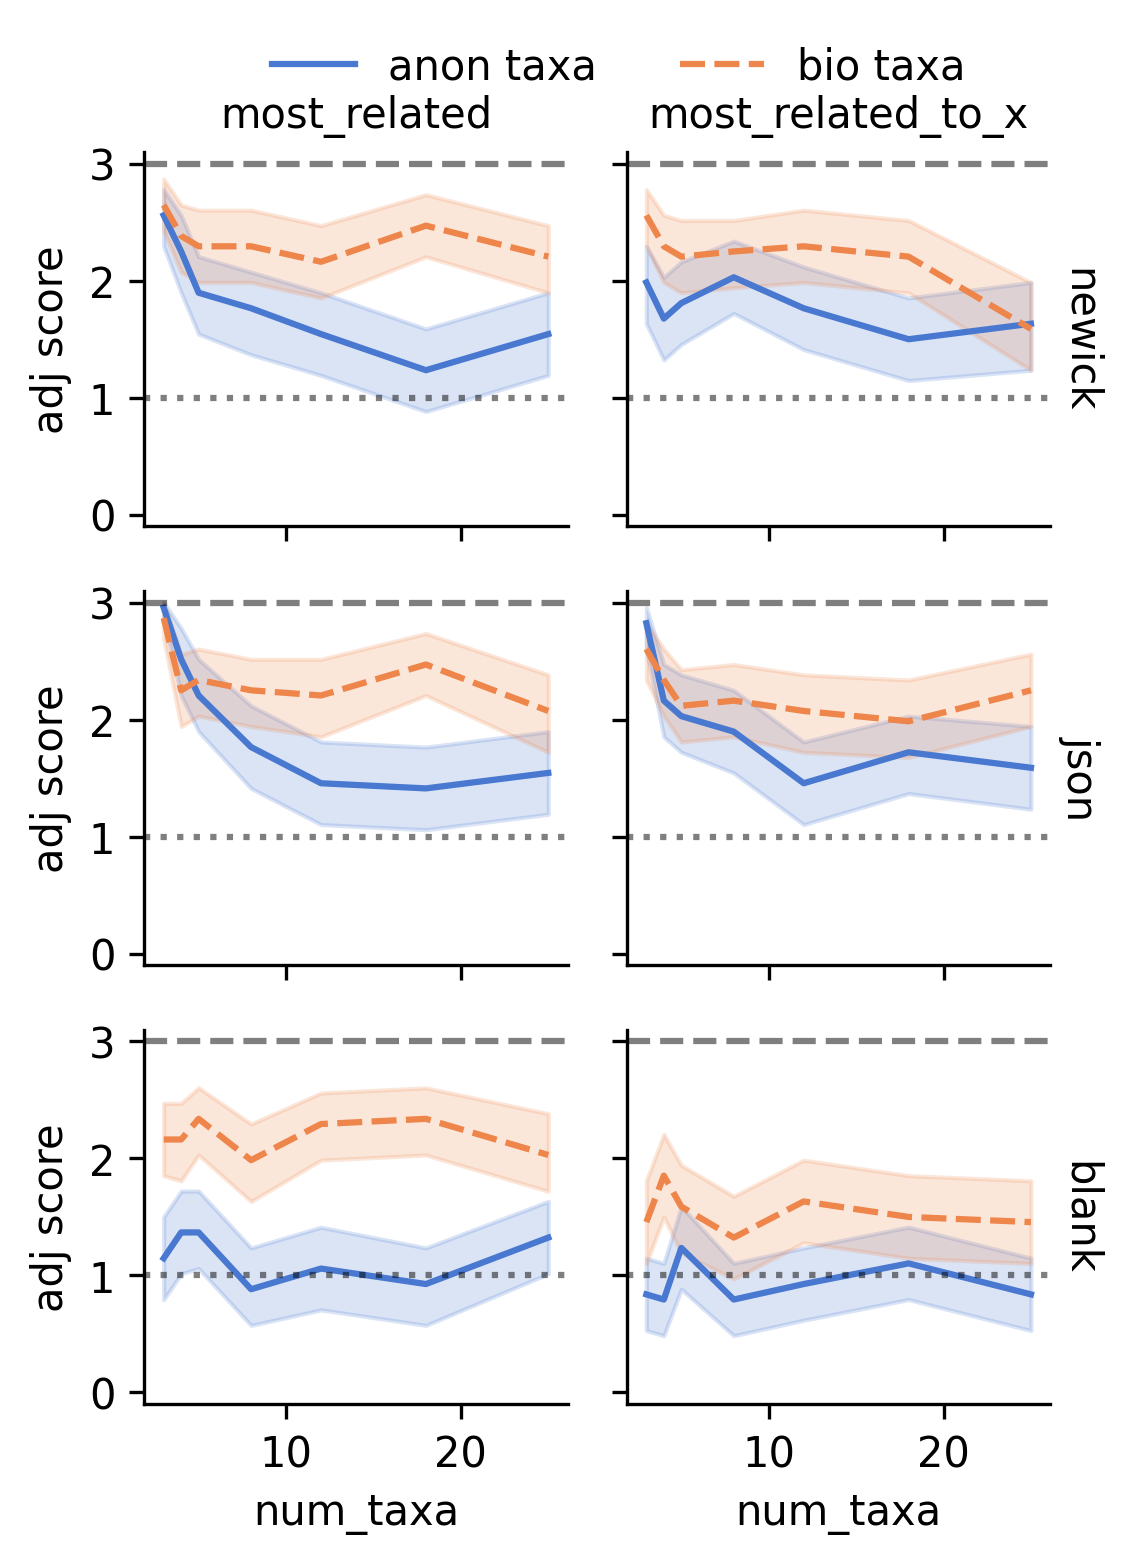 anon taxa bio taxa
most_related most_related_to_x
3
2
1
0
adj score
newick
3
2
1
0
adj score
json
3
2
1
0
adj score
blank
10 20 10 20
num_taxa num_taxa